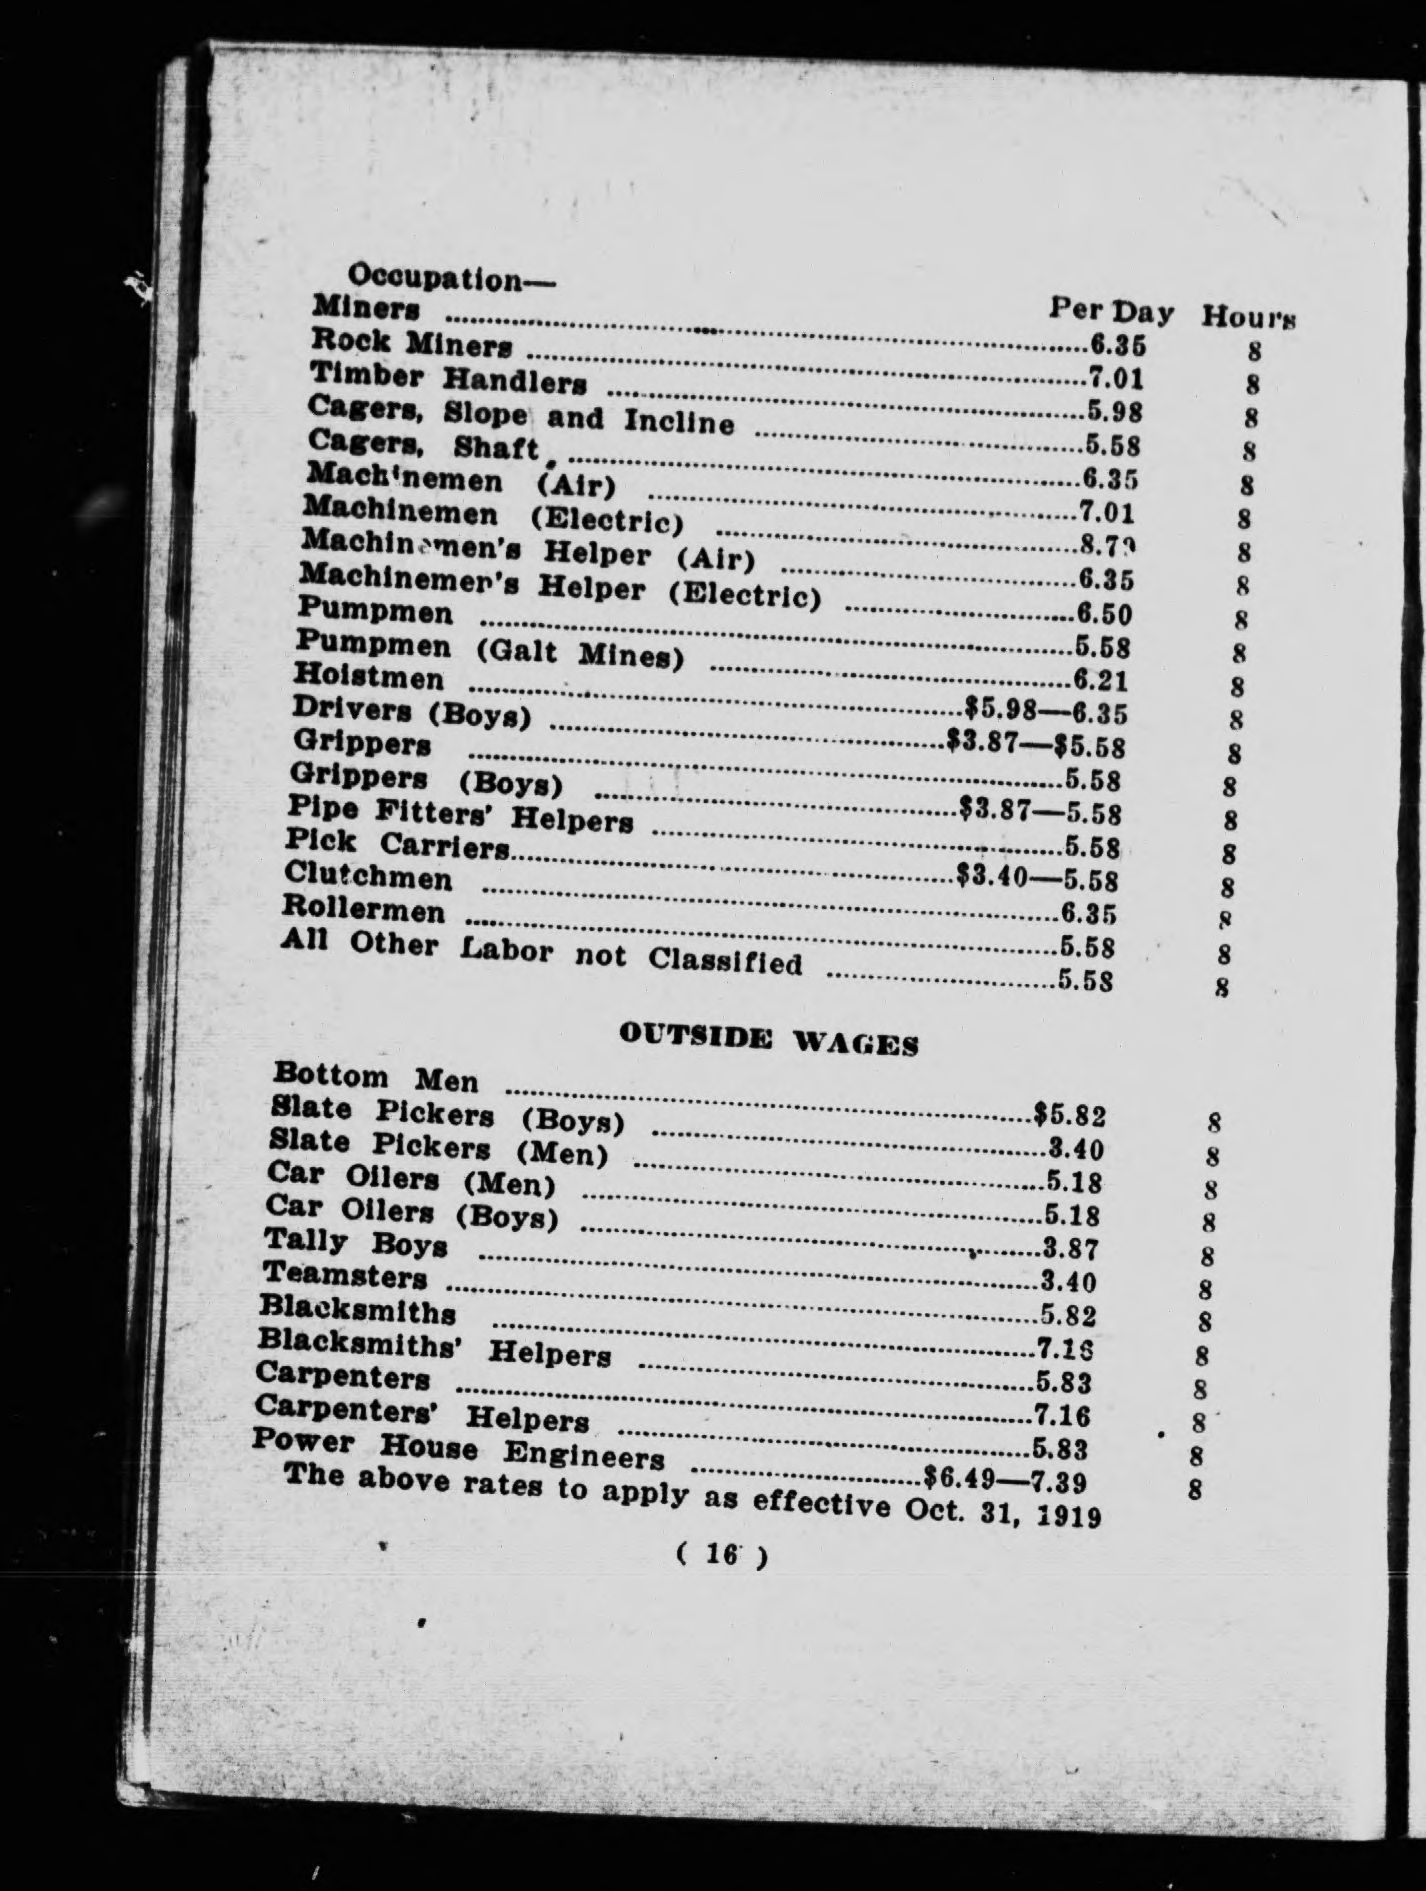 Occupation— Per Day Hours
Miners ........ 6.35 8
Rock Miners ........ 7.01 8
Timber Handlers ........ 5.98 8
Cagers, Slope and Incline ........ 5.58 8
Cagers, Shaft ........ 6.35 8
Machinemen (Air) ........ 7.01 8
Machinemen (Electric) ........ 8 
Machinemen's Helper (Air) ........ 6.35 8
Machinemen's Helper (Electric) ........ 6.50 8
Pumpmen ........ 5.58 8
Pumpmen (Galt Mines) ........ 6.21 8
Hoistmen ........ $5.98—6.35 8
Drivers (Boys) ........ $3.87—$5.58 8
Grippers ........ 5.58 8
Grippers (Boys) ........ $3.87—5.58 8
Pipe Fitters' Helpers ........ 5.58 8
Pick Carriers ........ $3.40—5.58 8
Clutchmen ........ 6.35 8
Rollermen ........ 5.58 8
All Other Labor not Classified ........ 5.58 8
OUTSIDE WAGES
Bottom Men ........ $5.82 8
Slate Pickers (Boys) ........ 3.40 8
Slate Pickers (Men) ........ 5.18 8
Car Oilers (Men) ........ 5.18 8
Car Oilers (Boys) ........ 3.87 8
Tally Boys ........ 3.40 8
Teamsters ........ 5.82 8
Blacksmiths ........ 7.16 8
Blacksmiths' Helpers ........ 5.83 8
Carpenters ........ 7.16 8
Carpenters' Helpers ........ 5.83 8
Power House Engineers ........ $6.49—7.39 8
The above rates to apply as effective Oct. 31, 1919
( 16 )